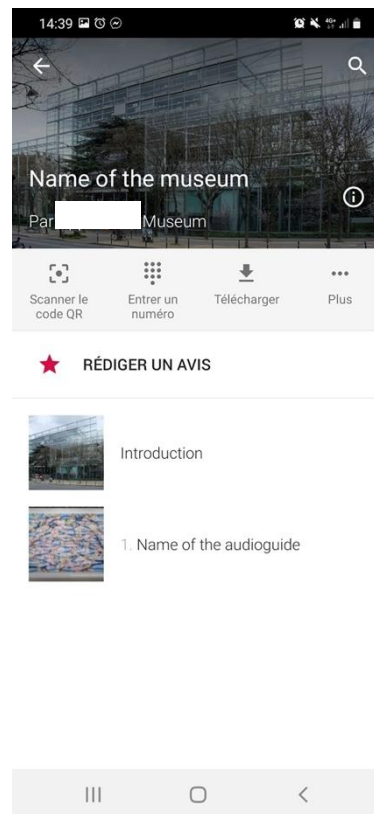 14:39
4G+
Name of the museum
Par Museum
Scanner le
code QR
Entrer un
numéro
Télécharger
Plus
RÉDIGER UN AVIS
Introduction
1. Name of the audioguide